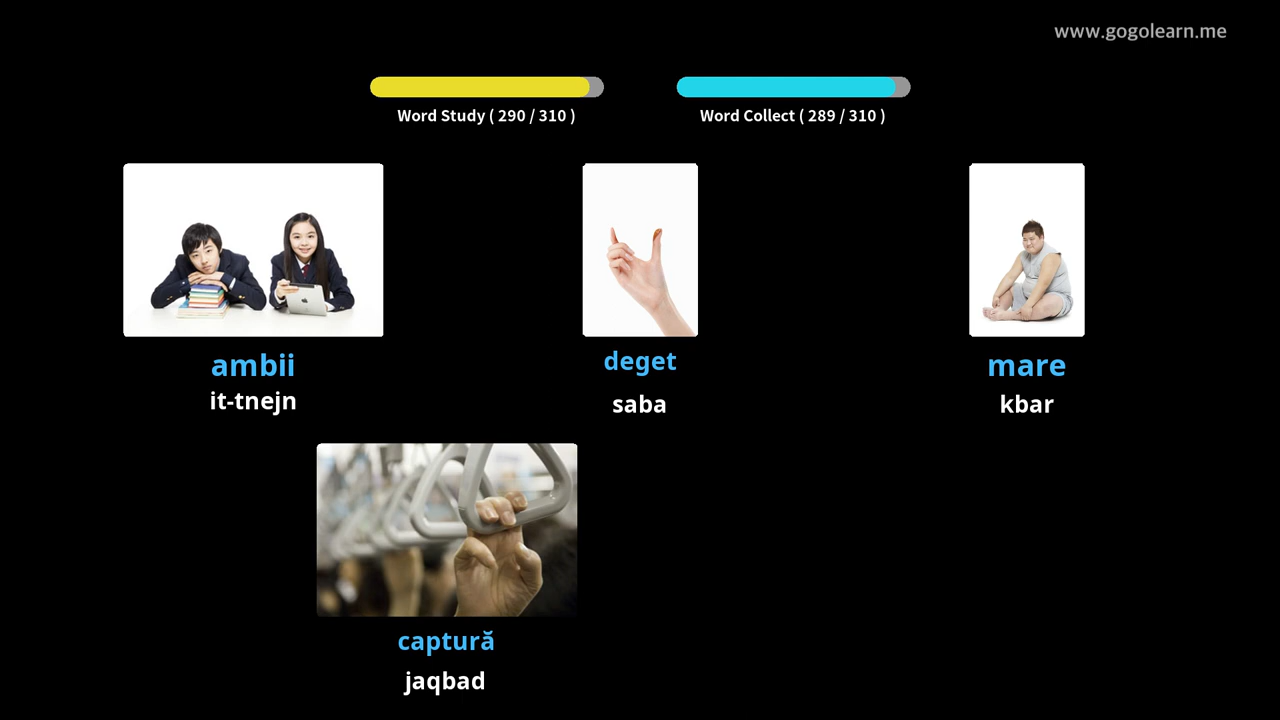 www.gogolearn.me
Word Study ( 290 / 310 )
Word Collect ( 289 / 310 )
ambii
it-tnejn
deget
saba
mare
kbar
captură
jaqbad